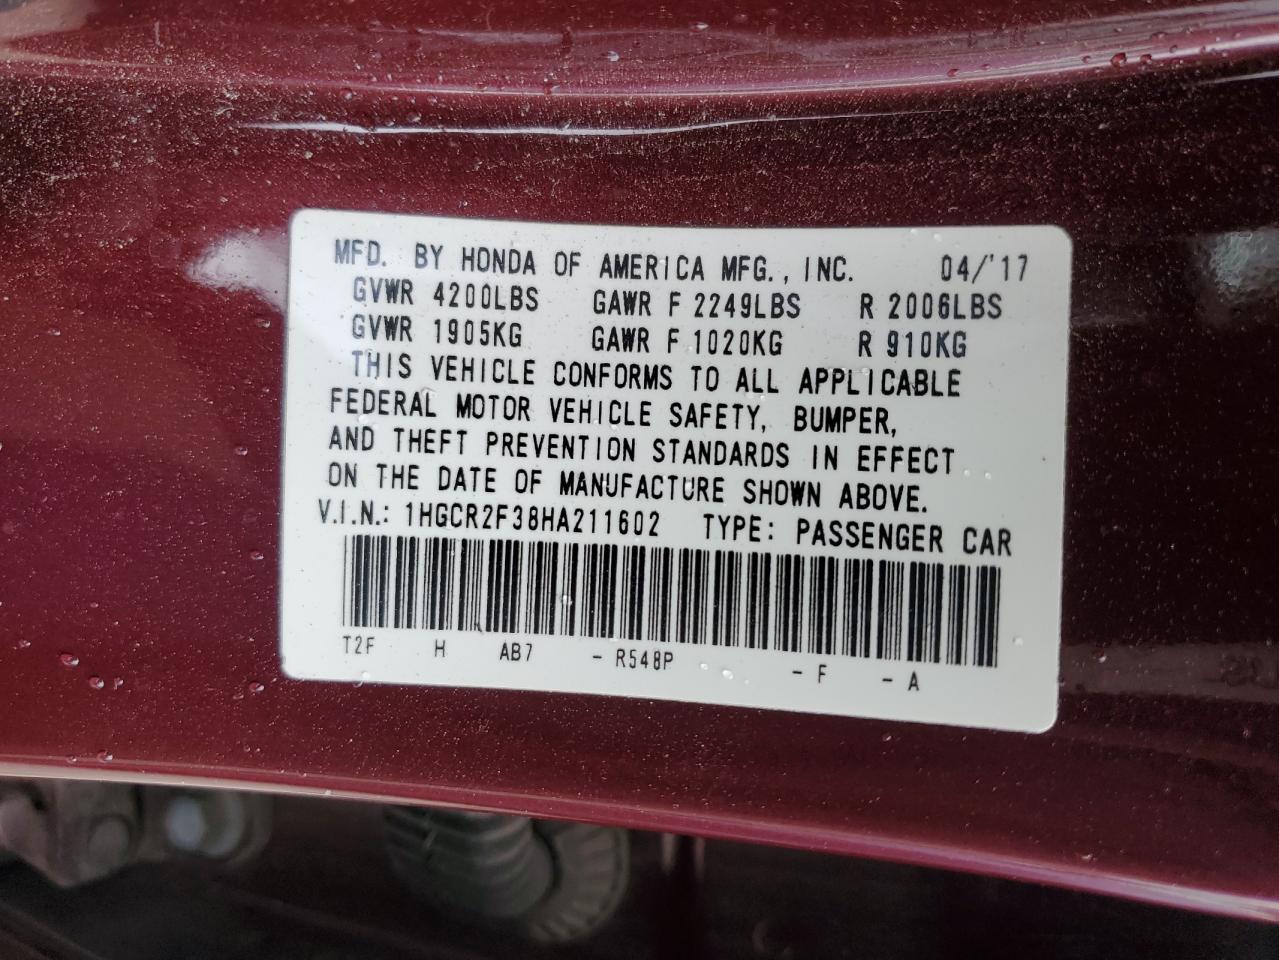 MFD. BY HONDA OF AMERICA MFG., INC. 04/'17
GVWR 4200LBS GAWR F 2249LBS R 2006LBS
GVWR 1905KG GAWR F 1020KG R 910KG
THIS VEHICLE CONFORMS TO ALL APPLICABLE
FEDERAL MOTOR VEHICLE SAFETY, BUMPER,
AND THEFT PREVENTION STANDARDS IN EFFECT
ON THE DATE OF MANUFACTURE SHOWN ABOVE.
V.I.N.: 1HGCR2F38HA211602 TYPE: PASSENGER CAR
T2F H AB7 - R548P - F - A